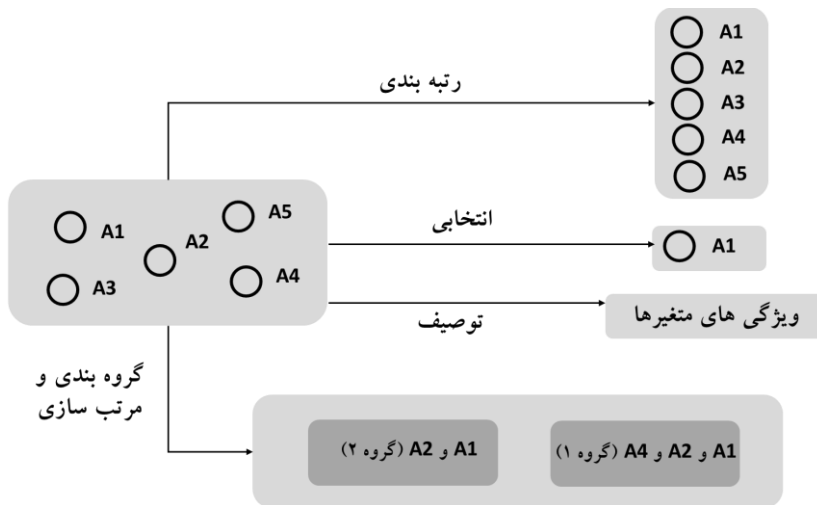 A1
A2
A3
A4
A5
رتبه بندی
A1
A2
A5
A3
A4
انتخابی
A1
توصیف
ویژگی های متغیرها
گروه بندی و
مرتب سازی
A1 و A2 و A4 (گروه ۱)
A1 و A2 (گروه ۲)